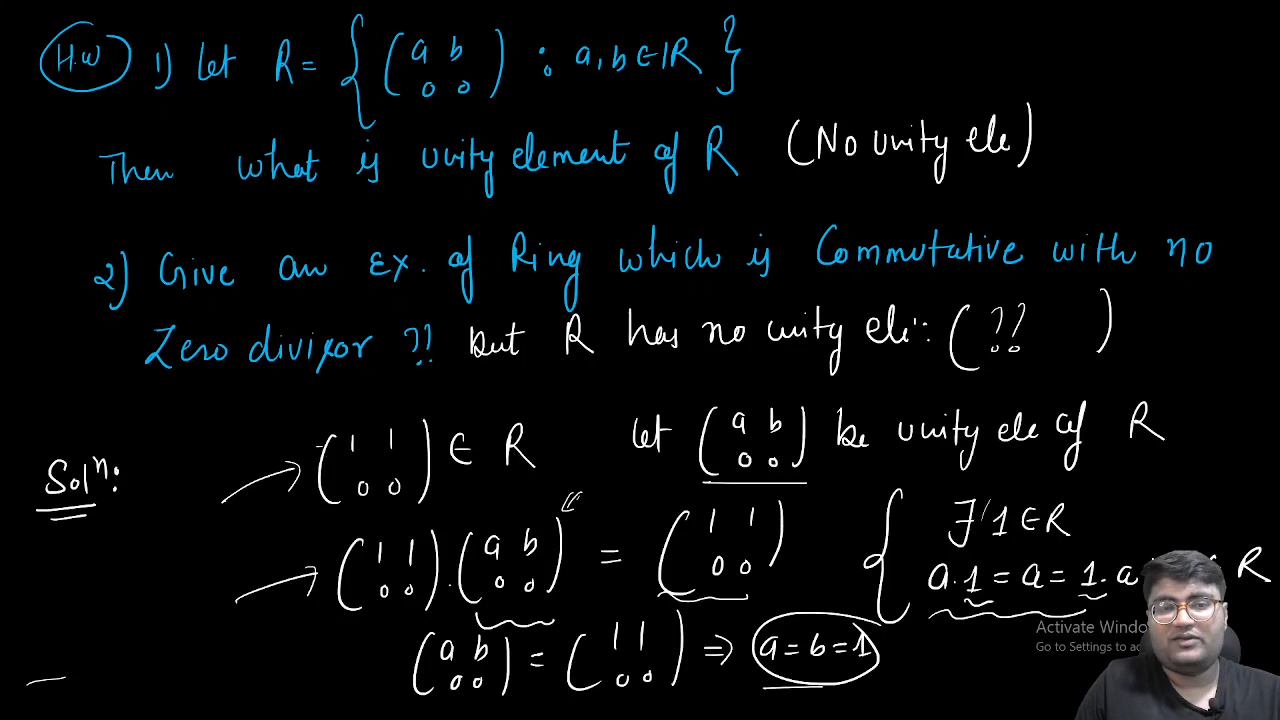 H.W 1) Let R = { ( a b 0 0 ) : a, b ∈ IR }
Then what is unity element of R (No unity ele)
2) Give an Ex. of Ring which is Commutative with no
Zero divisor ?? but R has no unity ele: ( ?? )
Solⁿ: ( 1 1 0 0 ) ∈ R let ( a b 0 0 ) be unity ele of R
( 1 1 0 0 ) . ( a b 0 0 ) = ( 1 1 0 0 ) { ∃ 1 ∈ R
a.1 = a = 1.a R
( a b 0 0 ) = ( 1 1 0 0 ) ⇒ a = b = 1
Activate Windo
Go to Settings to ac